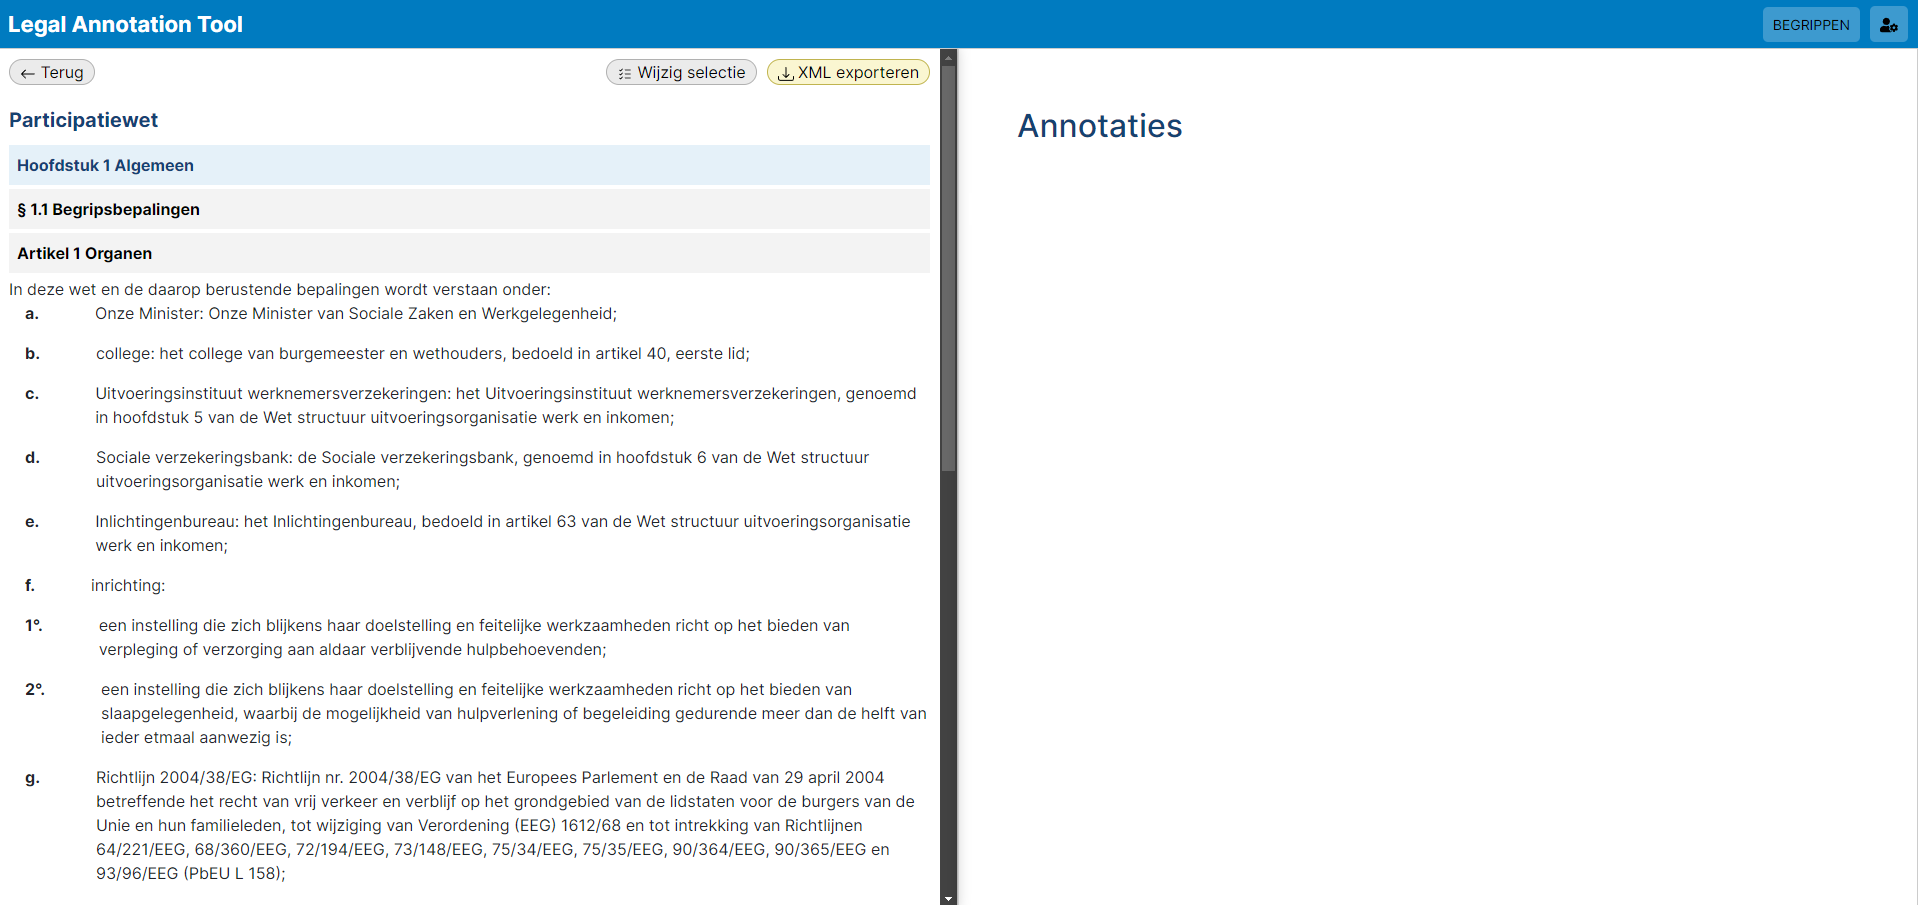 Legal Annotation Tool
BEGRIPPEN
Terug
Wijzig selectie
XML exporteren
Participatiewet
Annotaties
Hoofdstuk 1 Algemeen
§ 1.1 Begripsbepalingen
Artikel 1 Organen
In deze wet en de daarop berustende bepalingen wordt verstaan onder:
a. Onze Minister: Onze Minister van Sociale Zaken en Werkgelegenheid;
b. college: het college van burgemeester en wethouders, bedoeld in artikel 40, eerste lid;
c. Uitvoeringsinstituut werknemersverzekeringen: het Uitvoeringsinstituut werknemersverzekeringen, genoemd
in hoofdstuk 5 van de Wet structuur uitvoeringsorganisatie werk en inkomen;
d. Sociale verzekeringsbank: de Sociale verzekeringsbank, genoemd in hoofdstuk 6 van de Wet structuur
uitvoeringsorganisatie werk en inkomen;
e. Inlichtingenbureau: het Inlichtingenbureau, bedoeld in artikel 63 van de Wet structuur uitvoeringsorganisatie
werk en inkomen;
f. inrichting:
1°. een instelling die zich blijkens haar doelstelling en feitelijke werkzaamheden richt op het bieden van
verpleging of verzorging aan aldaar verblijvende hulpbehoevenden;
2°. een instelling die zich blijkens haar doelstelling en feitelijke werkzaamheden richt op het bieden van
slaapgelegenheid, waarbij de mogelijkheid van hulpverlening of begeleiding gedurende meer dan de helft van
ieder etmaal aanwezig is;
g. Richtlijn 2004/38/EG: Richtlijn nr. 2004/38/EG van het Europees Parlement en de Raad van 29 april 2004
betreffende het recht van vrij verkeer en verblijf op het grondgebied van de lidstaten voor de burgers van de
Unie en hun familieleden, tot wijziging van Verordening (EEG) 1612/68 en tot intrekking van Richtlijnen
64/221/EEG, 68/360/EEG, 72/194/EEG, 73/148/EEG, 75/34/EEG, 75/35/EEG, 90/364/EEG, 90/365/EEG en
93/96/EEG (PbEU L 158);